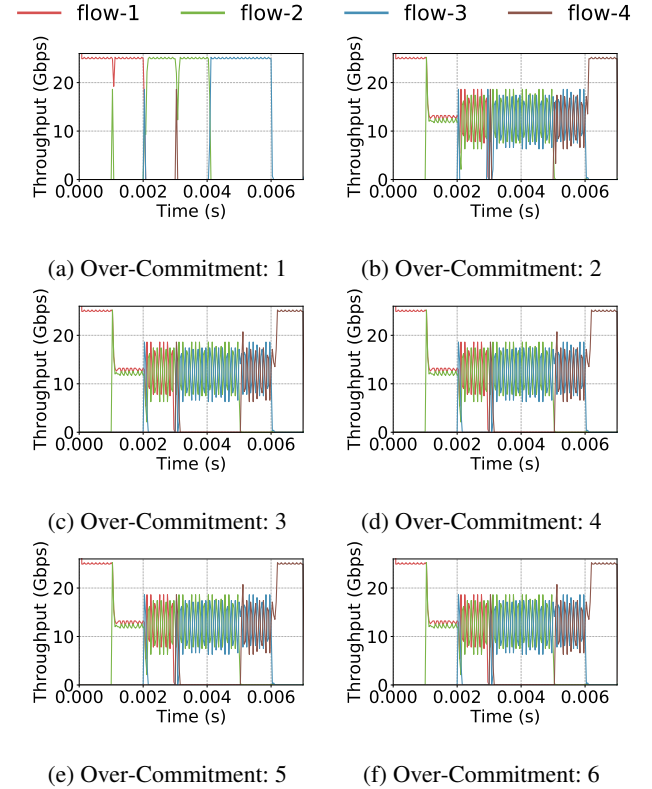 flow-1 flow-2 flow-3 flow-4
Throughput (Gbps)
20
10
0
0.000 0.002 0.004 0.006
Time (s)
(a) Over-Commitment: 1
Throughput (Gbps)
20
10
0
0.000 0.002 0.004 0.006
Time (s)
(b) Over-Commitment: 2
Throughput (Gbps)
20
10
0
0.000 0.002 0.004 0.006
Time (s)
(c) Over-Commitment: 3
Throughput (Gbps)
20
10
0
0.000 0.002 0.004 0.006
Time (s)
(d) Over-Commitment: 4
Throughput (Gbps)
20
10
0
0.000 0.002 0.004 0.006
Time (s)
(e) Over-Commitment: 5
Throughput (Gbps)
20
10
0
0.000 0.002 0.004 0.006
Time (s)
(f) Over-Commitment: 6